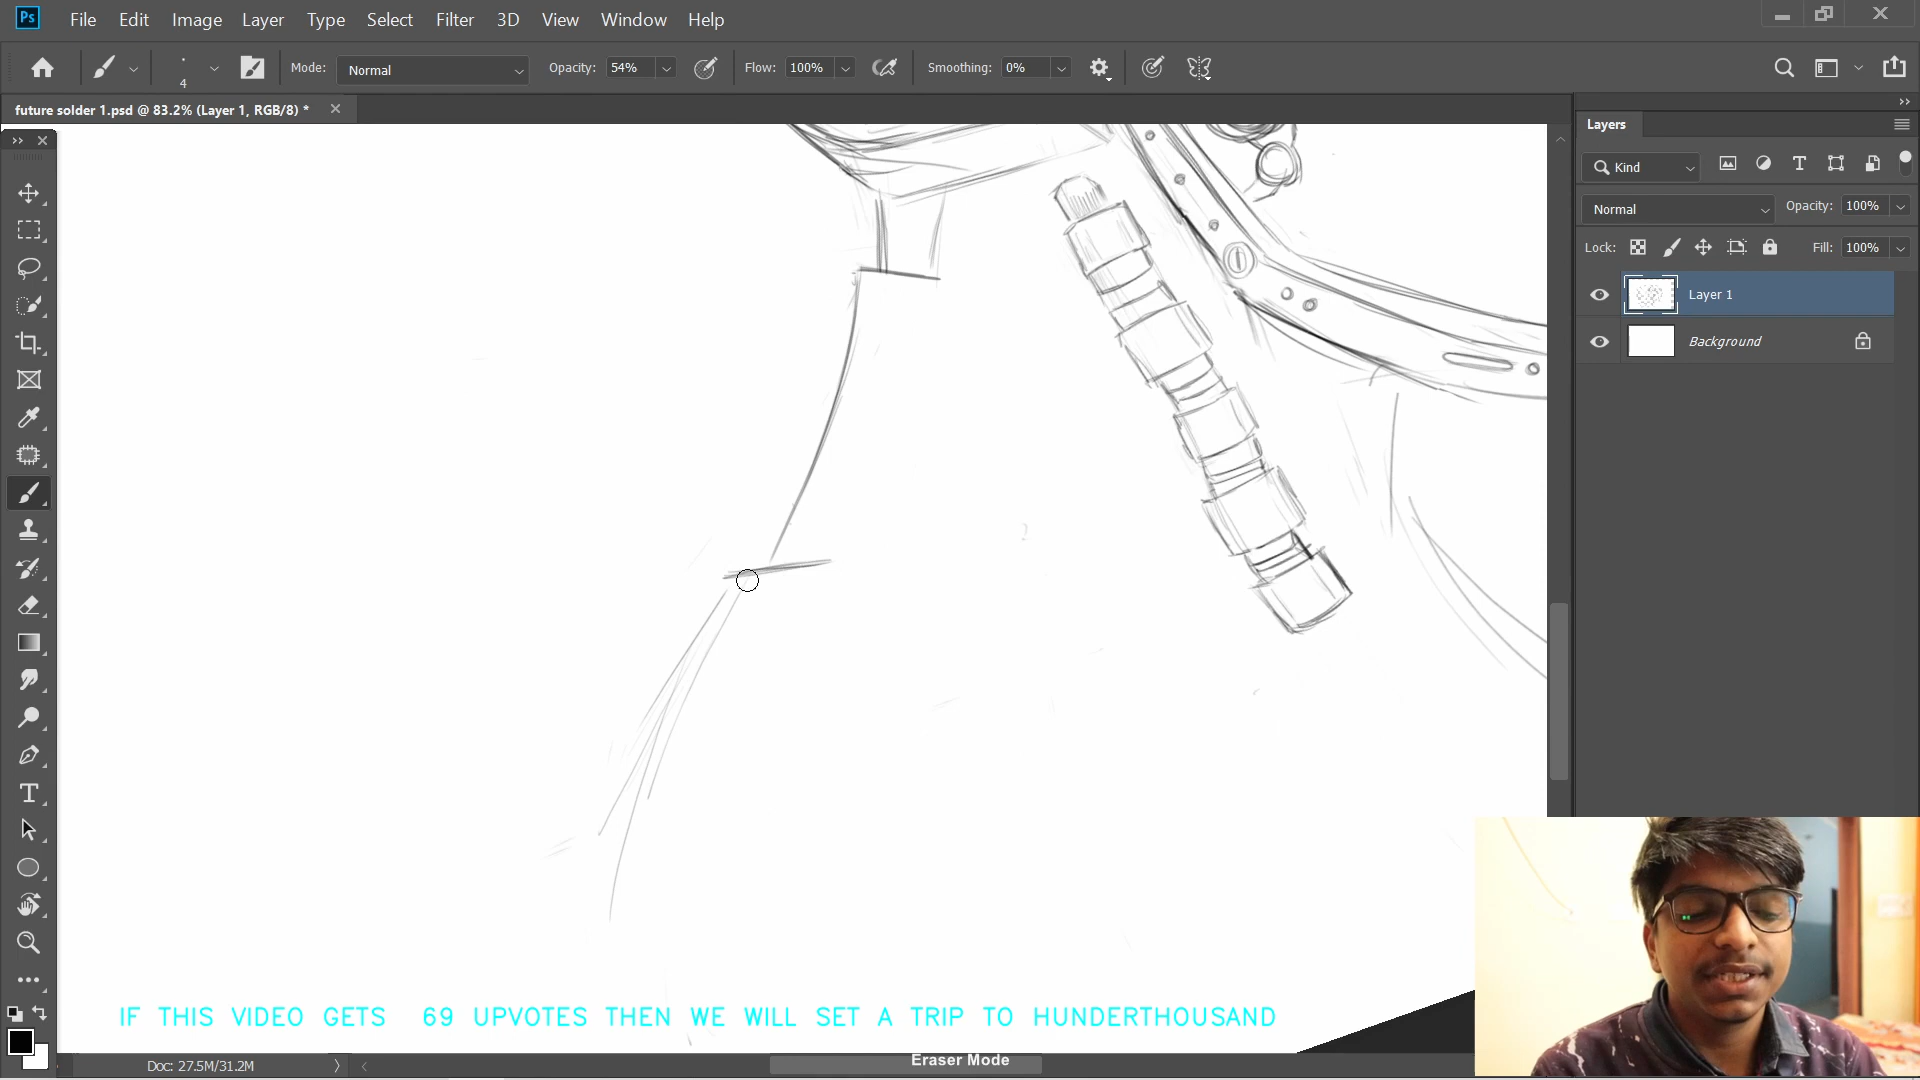 Ps File Edit Image Layer Type Select Filter 3D View Window Help
4 Mode: Normal Opacity: 54% Flow: 100% Smoothing: 0%
future solder 1.psd @ 83.2% (Layer 1, RGB/8) *
Layers
Kind
Normal Opacity: 100%
Lock: Fill: 100%
Layer 1
Background
IF THIS VIDEO GETS 69 UPVOTES THEN WE WILL SET A TRIP TO HUNDERTHOUSAND
Doc: 27.5M/31.2M
Eraser Mode